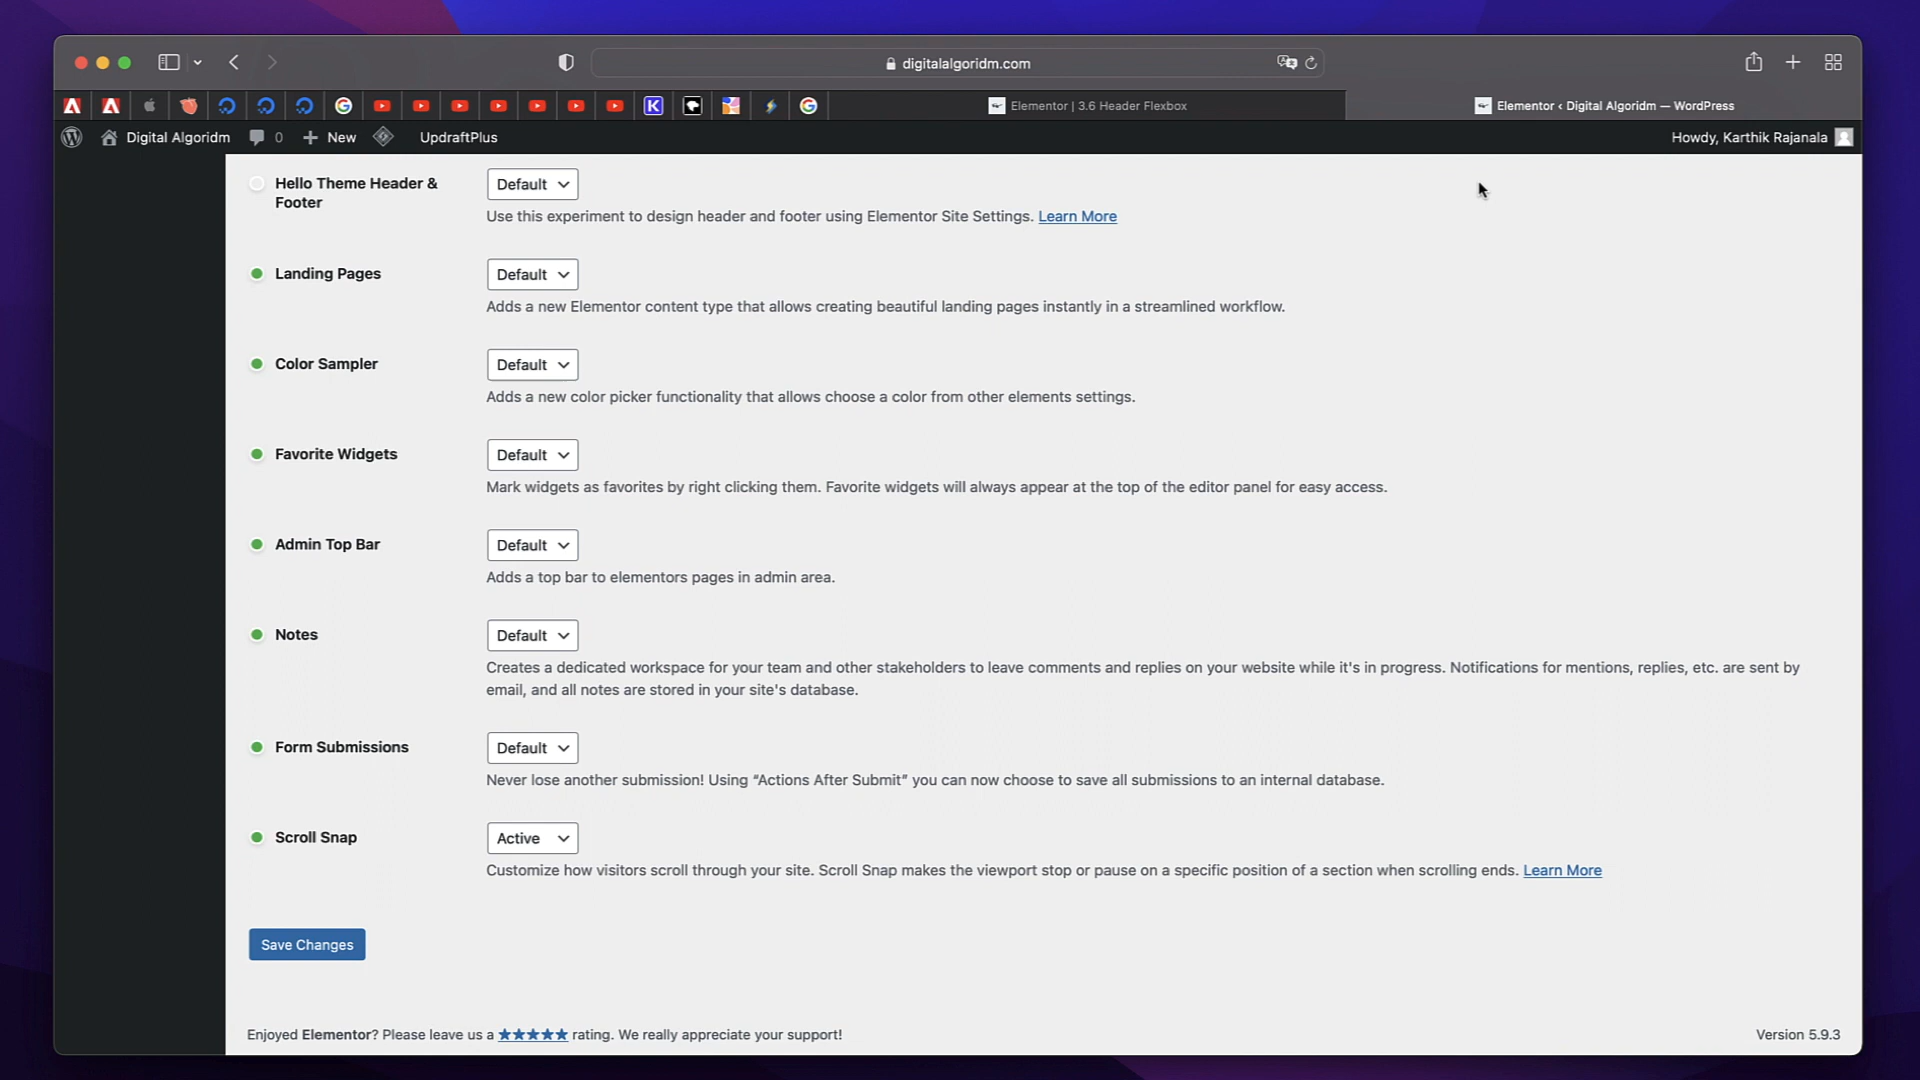 digitalalgoridm.com
Elementor | 3.6 Header Flexbox
Elementor ‹ Digital Algoridm — WordPress
Digital Algoridm 0 New UpdraftPlus Howdy, Karthik Rajanala
Hello Theme Header &
Footer
Default
Use this experiment to design header and footer using Elementor Site Settings. Learn More
Landing Pages
Default
Adds a new Elementor content type that allows creating beautiful landing pages instantly in a streamlined workflow.
Color Sampler
Default
Adds a new color picker functionality that allows choose a color from other elements settings.
Favorite Widgets
Default
Mark widgets as favorites by right clicking them. Favorite widgets will always appear at the top of the editor panel for easy access.
Admin Top Bar
Default
Adds a top bar to elementors pages in admin area.
Notes
Default
Creates a dedicated workspace for your team and other stakeholders to leave comments and replies on your website while it's in progress. Notifications for mentions, replies, etc. are sent by
email, and all notes are stored in your site's database.
Form Submissions
Default
Never lose another submission! Using “Actions After Submit” you can now choose to save all submissions to an internal database.
Scroll Snap
Active
Customize how visitors scroll through your site. Scroll Snap makes the viewport stop or pause on a specific position of a section when scrolling ends. Learn More
Save Changes
Enjoyed Elementor? Please leave us a ★★★★★ rating. We really appreciate your support!
Version 5.9.3